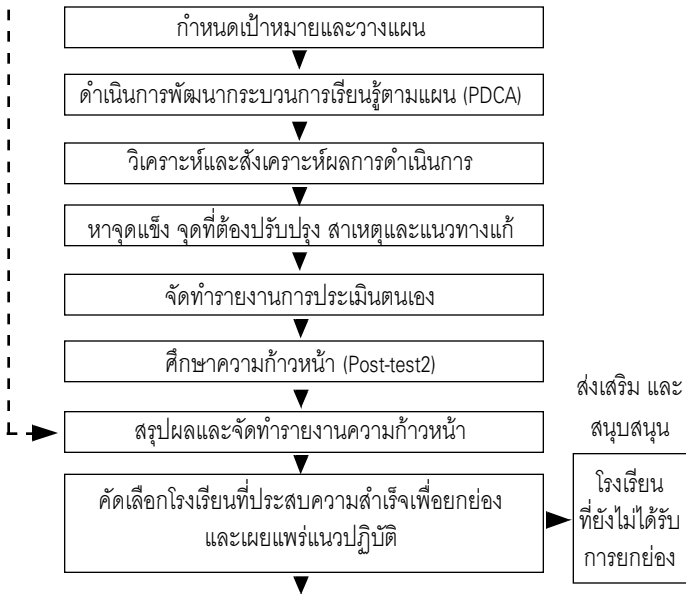 กำหนดเป้าหมายและวางแผน
ดำเนินการพัฒนากระบวนการเรียนรู้ตามแผน (PDCA)
วิเคราะห์และสังเคราะห์ผลการดำเนินการ
หาจุดแข็ง จุดที่ต้องปรับปรุง สาเหตุและแนวทางแก้
จัดทำรายงานการประเมินตนเอง
ศึกษาความก้าวหน้า (Post-test2)
สรุปผลและจัดทำรายงานความก้าวหน้า
คัดเลือกโรงเรียนที่ประสบความสำเร็จเพื่อยกย่อง
และเผยแพร่แนวปฏิบัติ
ส่งเสริม และ
สนุบสนุน
โรงเรียน
ที่ยังไม่ได้รับ
การยกย่อง